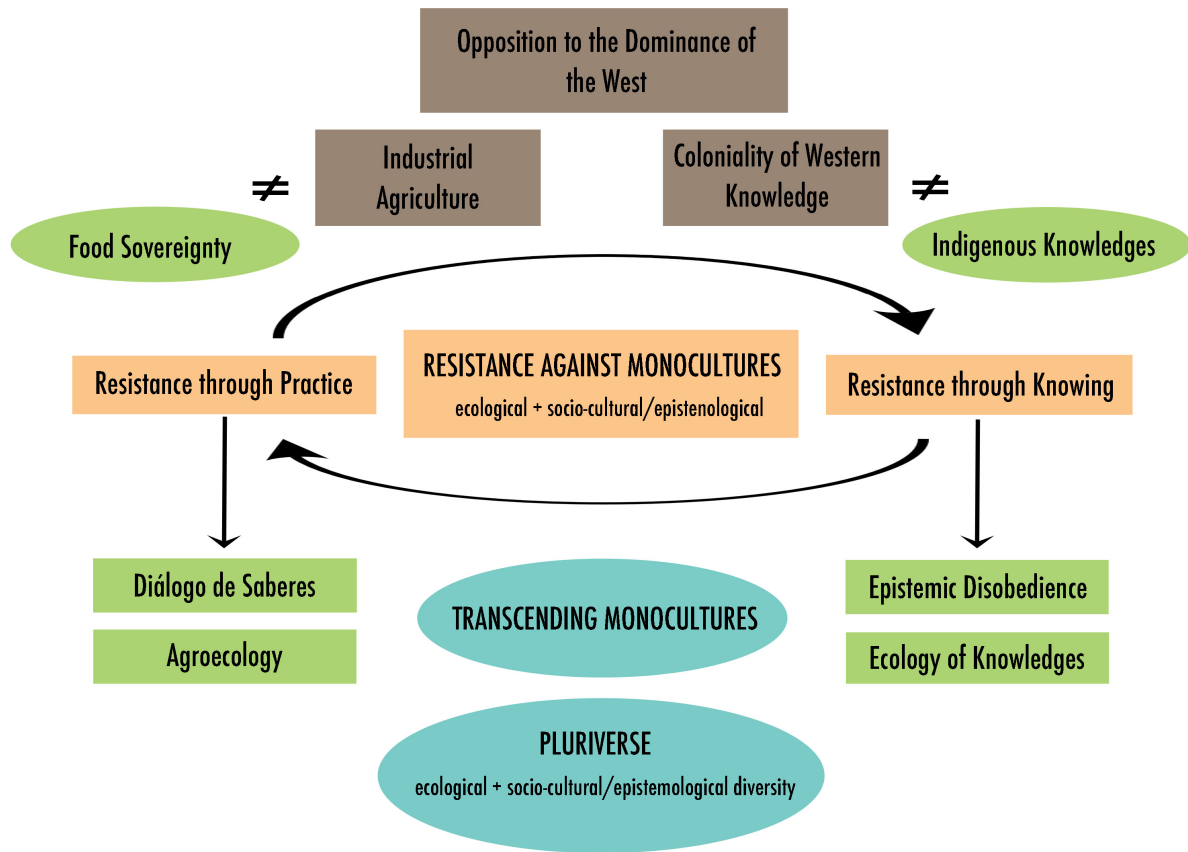 Opposition to the Dominance of
the West
Industrial
Agriculture
Coloniality of Western
Knowledge
≠
≠
Food Sovereignty
Indigenous Knowledges
Resistance through Practice
RESISTANCE AGAINST MONOCULTURES
ecological + socio-cultural/epistenological
Resistance through Knowing
Diálogo de Saberes
Agroecology
Epistemic Disobedience
Ecology of Knowledges
TRANSCENDING MONOCULTURES
PLURIVERSE
ecological + socio-cultural/epistemological diversity